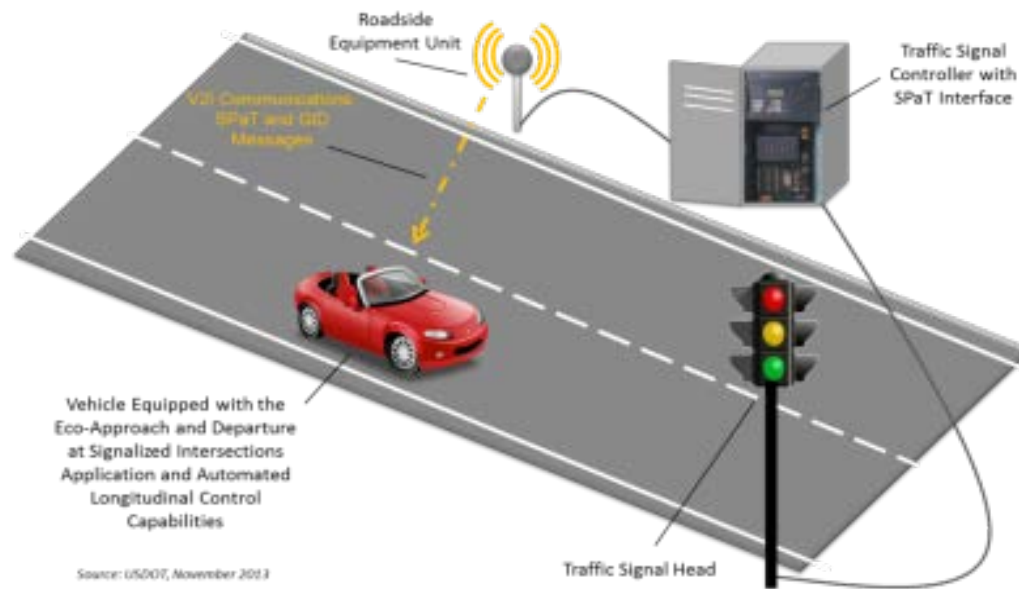 Roadside
Equipment Unit
Traffic Signal
Controller with
SPaT Interface
V2I Communications:
SPaT and GID
Messages
Vehicle Equipped with the
Eco-Approach and Departure
at Signalized Intersections
Application and Automated
Longitudinal Control
Capabilities
Traffic Signal Head
Source: USDOT, November 2013